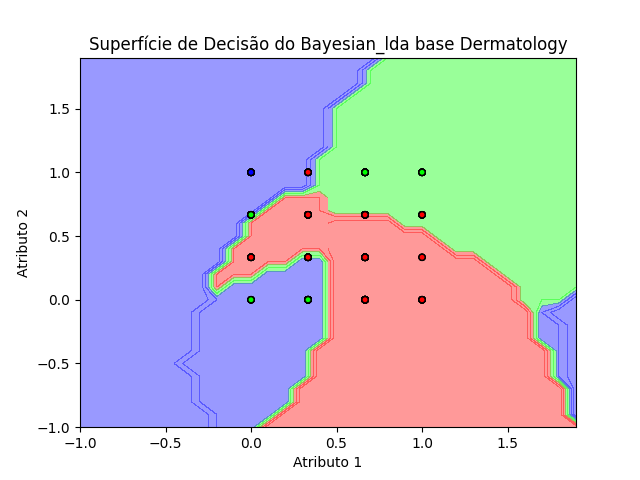 Superfície de Decisão do Bayesian_lda base Dermatology
1.5
1.0
0.5
0.0
−0.5
−1.0
Atributo 2
−1.0 −0.5 0.0 0.5 1.0 1.5
Atributo 1